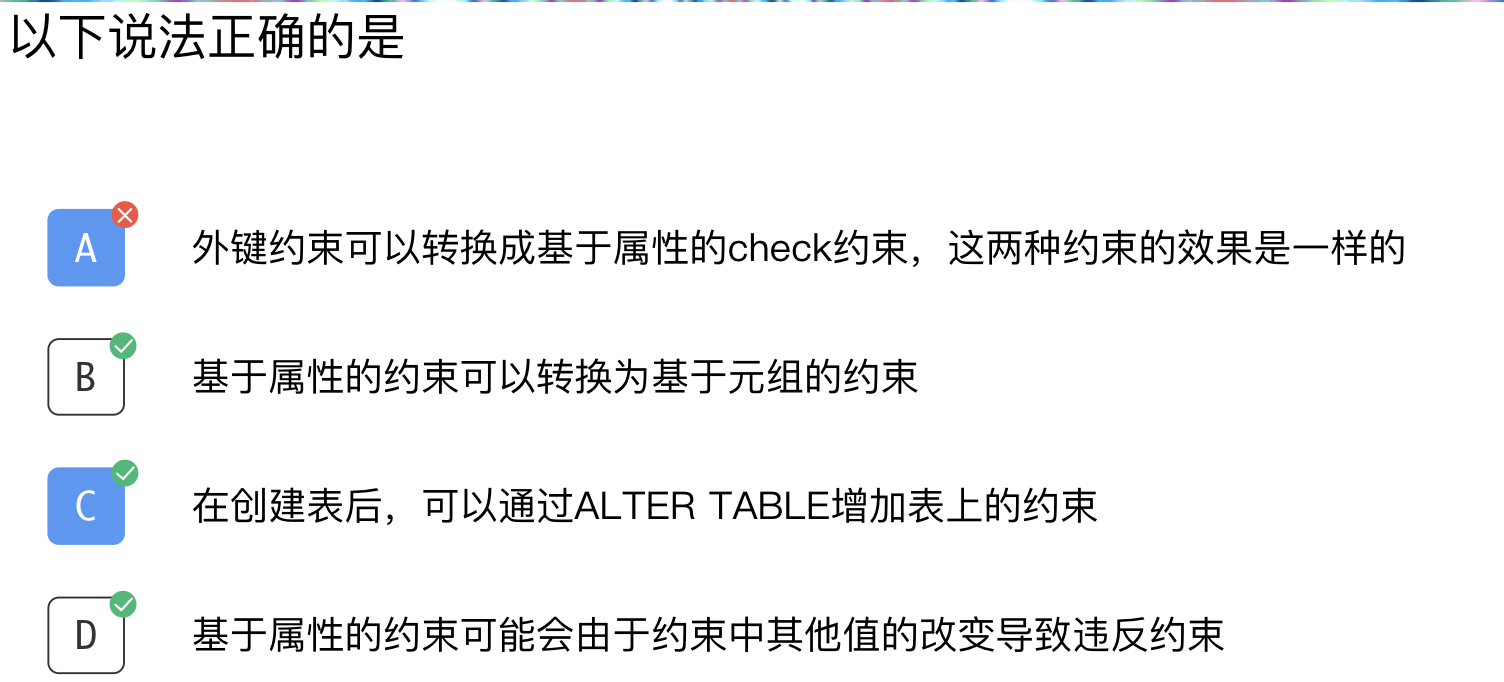 以下说法正确的是
A 外键约束可以转换成基于属性的check约束，这两种约束的效果是一样的
B 基于属性的约束可以转换为基于元组的约束
C 在创建表后，可以通过ALTER TABLE增加表上的约束
D 基于属性的约束可能会由于约束中其他值的改变导致违反约束